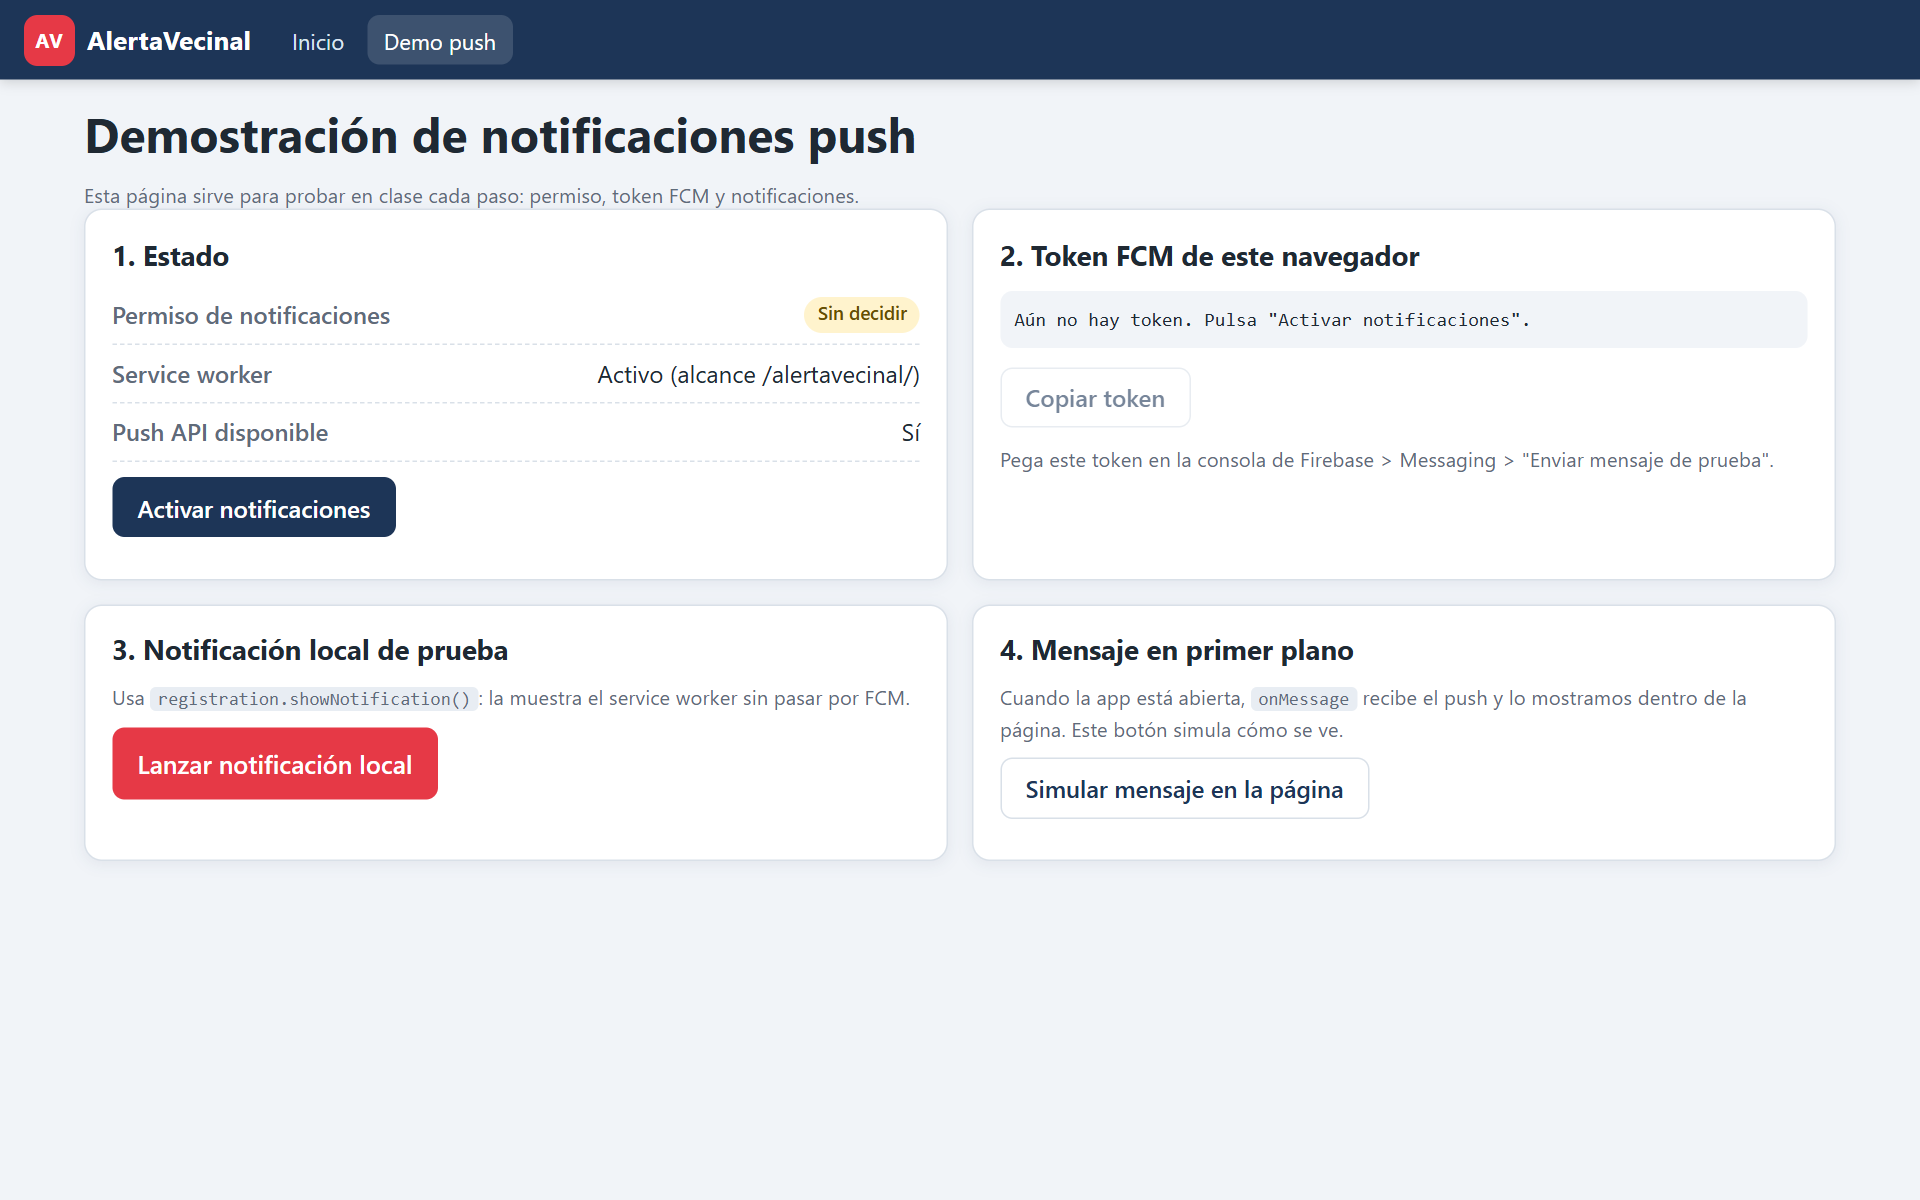 AV AlertaVecinal Inicio Demo push
Demostración de notificaciones push
Esta página sirve para probar en clase cada paso: permiso, token FCM y notificaciones.
1. Estado
Permiso de notificaciones Sin decidir
Service worker Activo (alcance /alertavecinal/)
Push API disponible Sí
Activar notificaciones
2. Token FCM de este navegador
Aún no hay token. Pulsa "Activar notificaciones".
Copiar token
Pega este token en la consola de Firebase > Messaging > "Enviar mensaje de prueba".
3. Notificación local de prueba
Usa registration.showNotification(): la muestra el service worker sin pasar por FCM.
Lanzar notificación local
4. Mensaje en primer plano
Cuando la app está abierta, onMessage recibe el push y lo mostramos dentro de la
página. Este botón simula cómo se ve.
Simular mensaje en la página